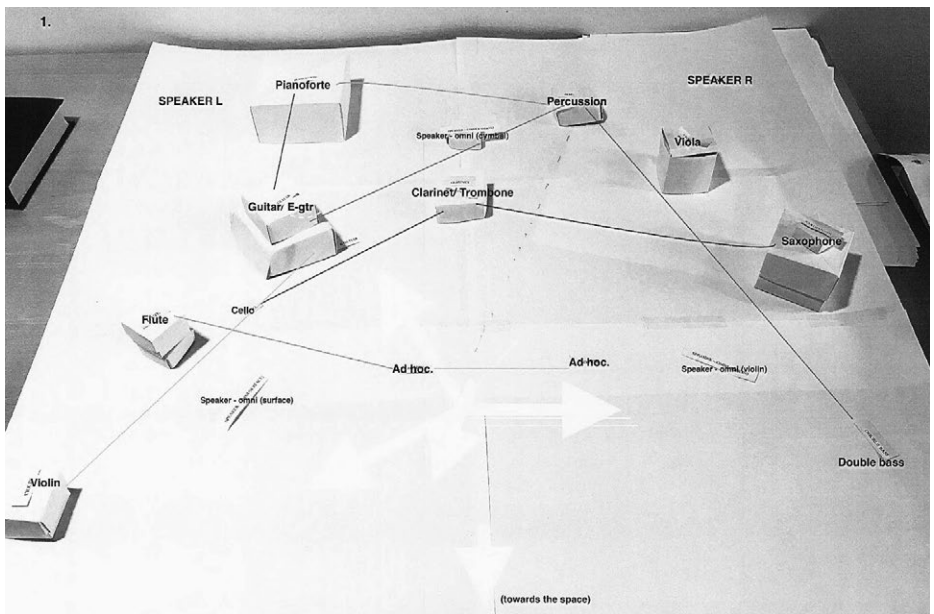 1.
Pianoforte
SPEAKER L
SPEAKER R
Percussion
Speaker - omni (cymbal)
Viola
Clarinet/ Trombone
Guitar/ E-gtr
Saxophone
Cello
Flute
Ad hoc.
Ad hoc.
Speaker - omni (violin)
Speaker - omni (surface)
Double bass
Violin
(towards the space)